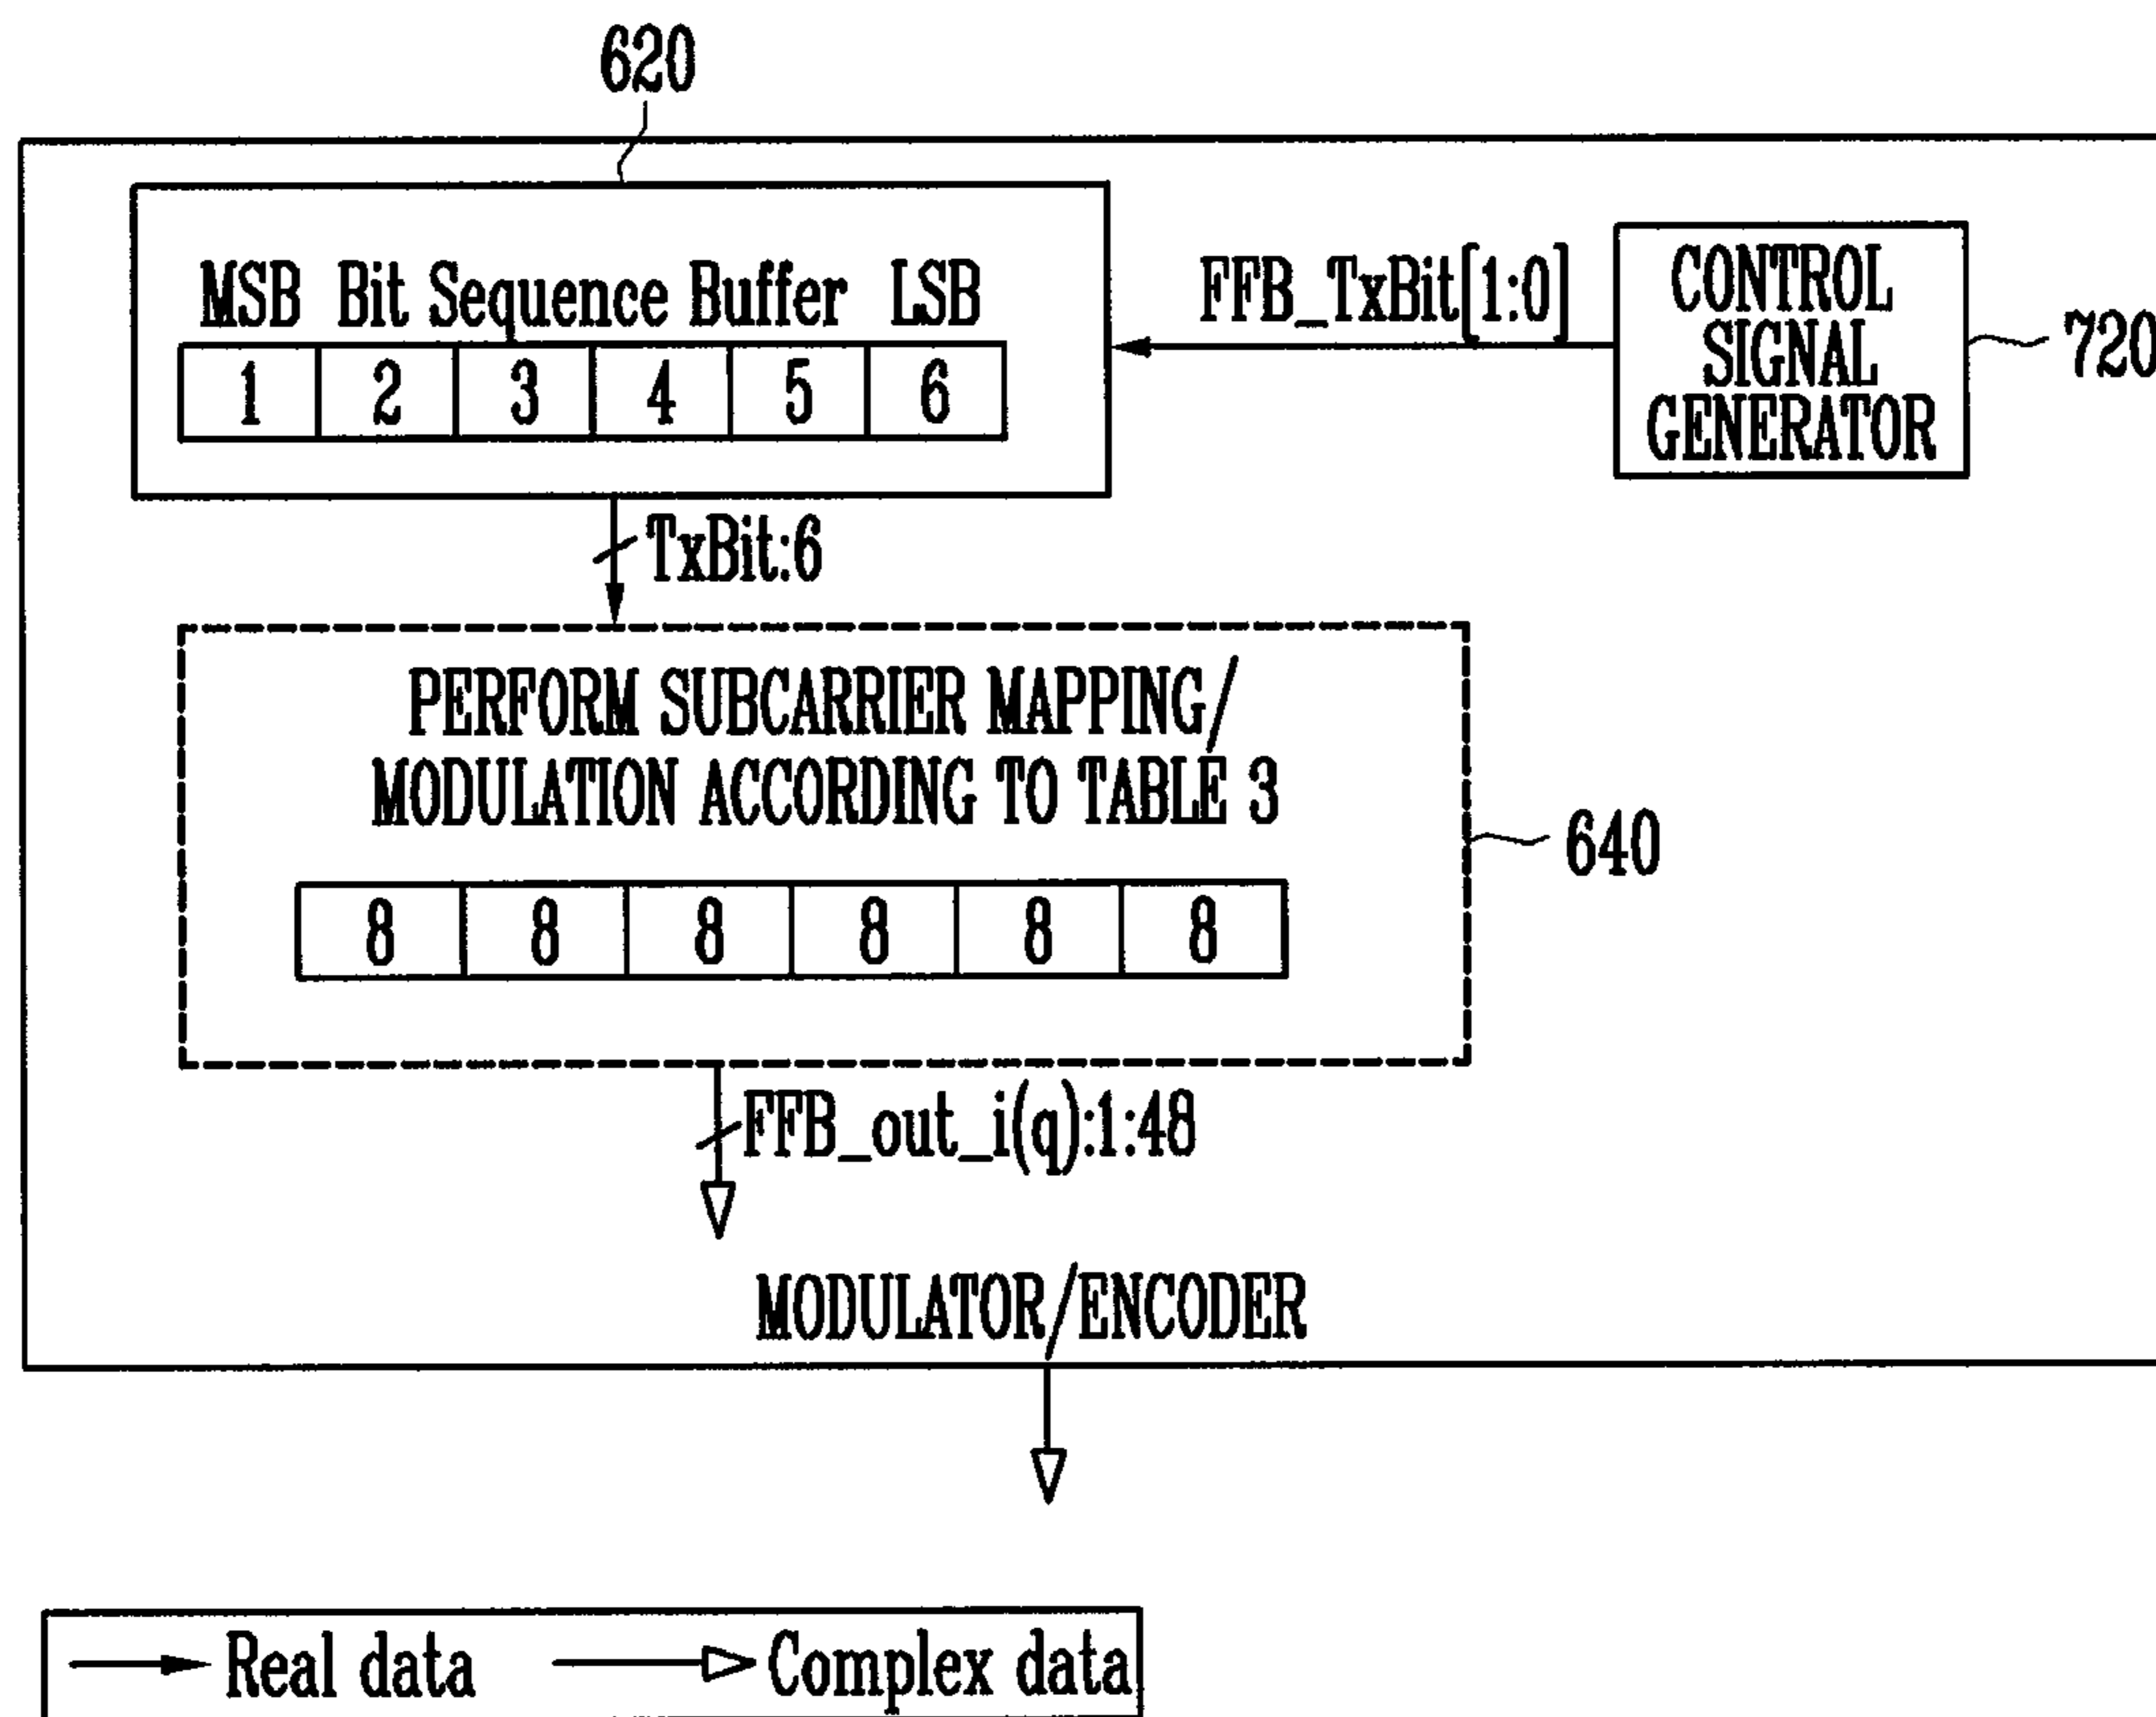 620
MSB Bit Sequence Buffer LSB
1 2 3 4 5 6
FFB_TxBit[1:0]
CONTROL
SIGNAL
GENERATOR
720
TxBit:6
PERFORM SUBCARRIER MAPPING/
MODULATION ACCORDING TO TABLE 3
8 8 8 8 8 8
640
FFB_out_i(q):1:48
MODULATOR/ENCODER
Real data
Complex data